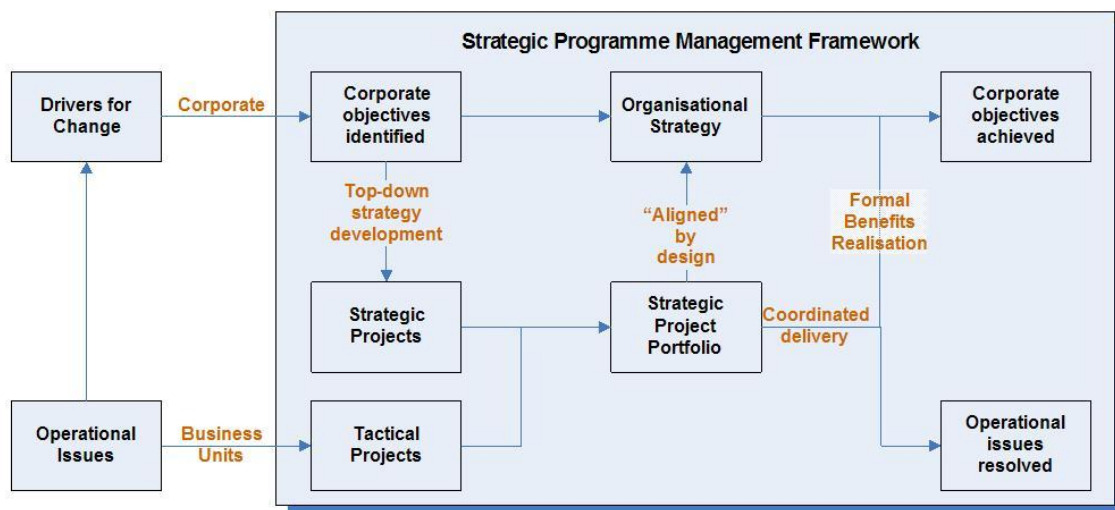 Strategic Programme Management Framework
Drivers for
Change
Corporate
Corporate
objectives
identified
Organisational
Strategy
Corporate
objectives
achieved
Top-down
strategy
development
“Aligned”
by
design
Formal
Benefits
Realisation
Strategic
Projects
Strategic
Project
Portfolio
Coordinated
delivery
Operational
Issues
Business
Units
Tactical
Projects
Operational
issues
resolved